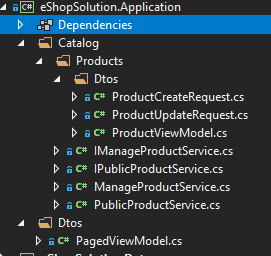 eShopSolution.Application
Dependencies
Catalog
Products
Dtos
C# ProductCreateRequest.cs
C# ProductUpdateRequest.cs
C# ProductViewModel.cs
C# IManageProductService.cs
C# IPublicProductService.cs
C# ManageProductService.cs
C# PublicProductService.cs
Dtos
C# PagedViewModel.cs